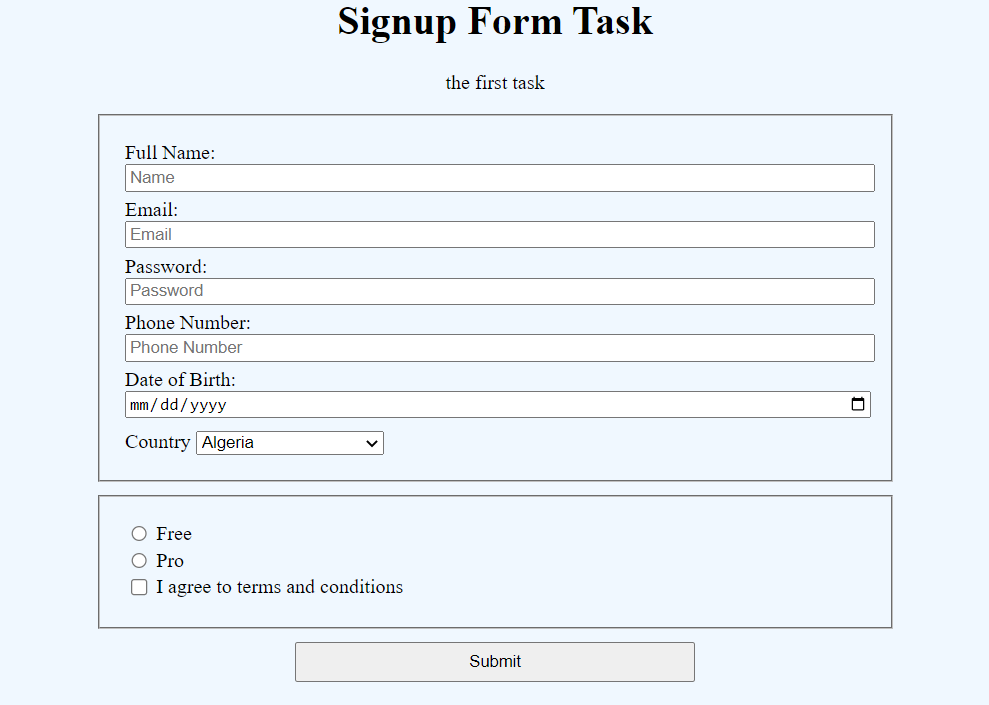 Signup Form Task
the first task
Full Name:
Name
Email:
Email
Password:
Password
Phone Number:
Phone Number
Date of Birth:
mm/dd/yyyy
Country Algeria
Free
Pro
I agree to terms and conditions
Submit